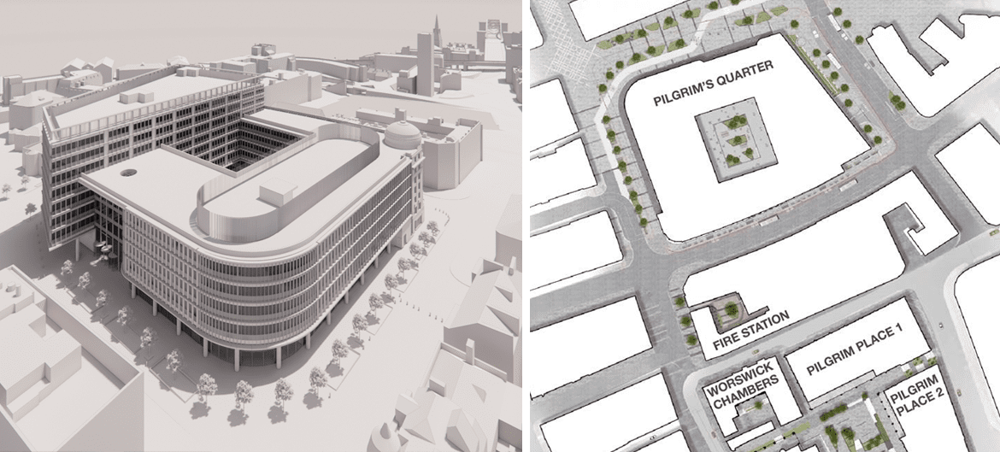 PILGRIM'S QUARTER
FIRE STATION
PILGRIM PLACE 1
WORSWICK
CHAMBERS
PILGRIM
PLACE 2